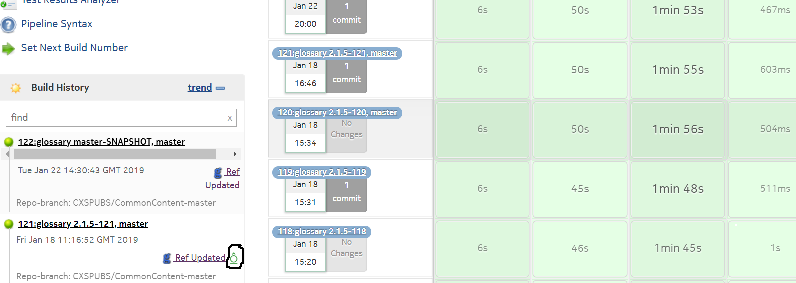 Test Results Analyzer
Pipeline Syntax
Set Next Build Number
Build History
trend
find
x
122:glossary master-SNAPSHOT, master
Tue Jan 22 14:30:43 GMT 2019
Ref
Updated
Repo-branch: CXSPUBS/CommonContent-master
121:glossary 2.1.5-121, master
Fri Jan 18 11:16:52 GMT 2019
Ref Updated
Repo-branch: CXSPUBS/CommonContent-master
Jan 22
20:00
1
commit
6s
50s
1min 53s
467ms
121:glossary 2.1.5-121, master
Jan 18
16:46
1
commit
6s
50s
1min 55s
603ms
120:glossary 2.1.5-120, master
Jan 18
15:34
No
Changes
6s
50s
1min 56s
504ms
119:glossary 2.1.5-119
Jan 18
15:31
1
commit
6s
45s
1min 48s
511ms
118:glossary 2.1.5-118
Jan 18
15:20
No
Changes
6s
46s
1min 45s
1s